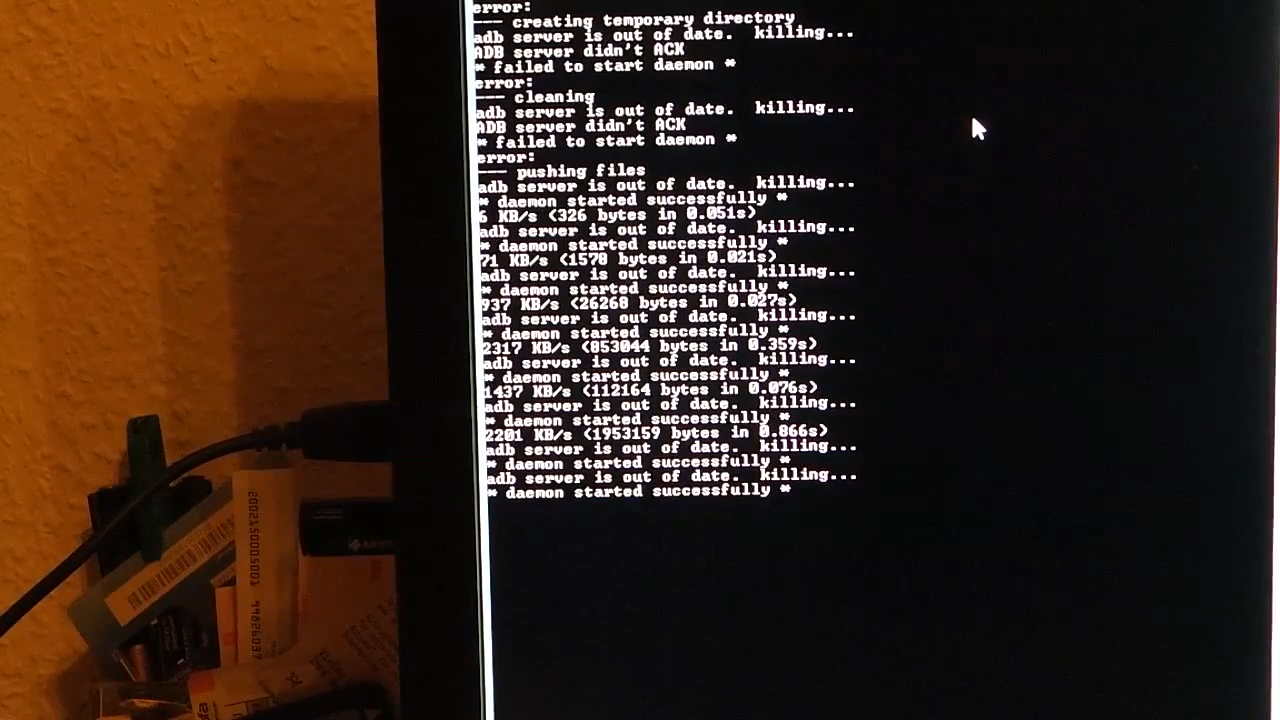 error:
--- creating temporary directory
adb server is out of date.  killing...
ADB server didn't ACK
* failed to start daemon *
error:
--- cleaning
adb server is out of date.  killing...
ADB server didn't ACK
* failed to start daemon *
error:
--- pushing files
adb server is out of date.  killing...
* daemon started successfully *
6 KB/s (326 bytes in 0.051s)
adb server is out of date.  killing...
* daemon started successfully *
71 KB/s (1578 bytes in 0.021s)
adb server is out of date.  killing...
* daemon started successfully *
937 KB/s (26268 bytes in 0.027s)
adb server is out of date.  killing...
* daemon started successfully *
2317 KB/s (853044 bytes in 0.359s)
adb server is out of date.  killing...
* daemon started successfully *
1437 KB/s (112164 bytes in 0.076s)
adb server is out of date.  killing...
* daemon started successfully *
2201 KB/s (1953159 bytes in 0.866s)
adb server is out of date.  killing...
* daemon started successfully *
adb server is out of date.  killing...
* daemon started successfully *